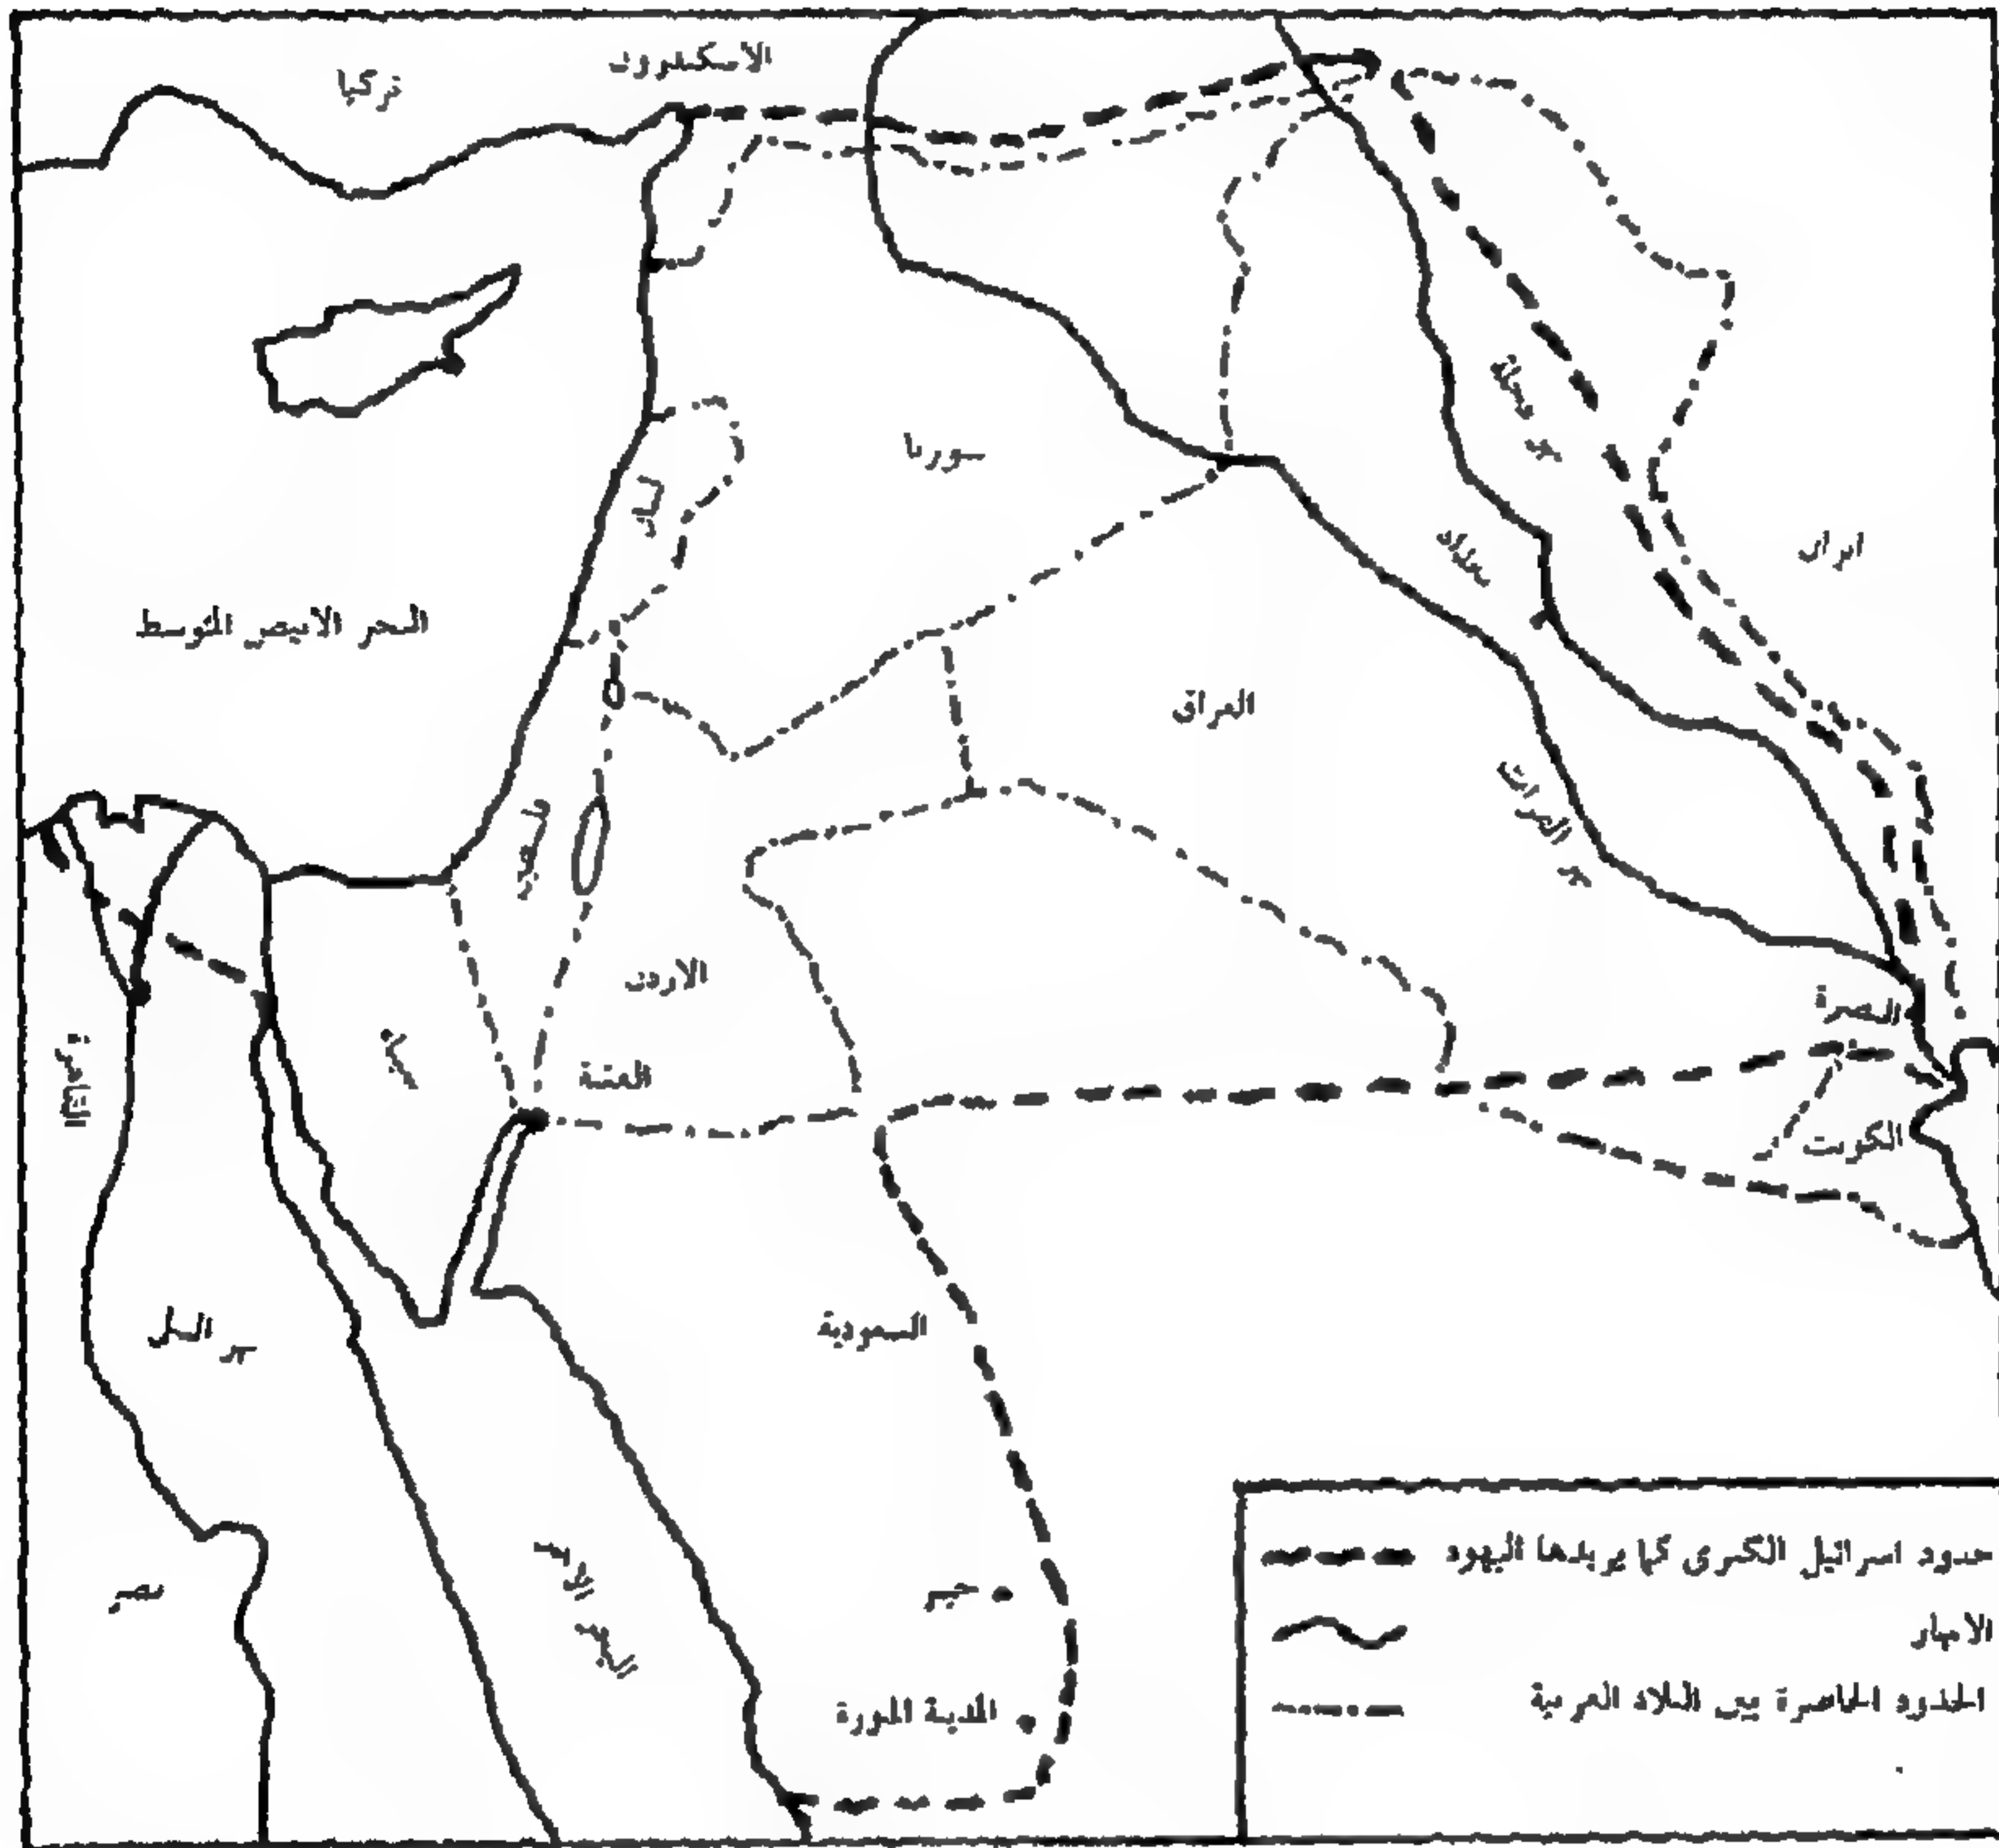 تركيا
الاسكندرون
سوريا
نهر دجلة
ايران
لبنان
بغداد
البحر الابيض المتوسط
العراق
نهر الفرات
فلسطين
الاردن
البصرة
سيناء
العقبة
القاهرة
الكويت
السعودية
نهر النيل
خيبر
مصر
البحر الاحمر
المدينة المنورة
حدود اسرائيل الكبرى كما يريدها اليهود
الانهار
الحدود الحاضرة بين البلاد العربية